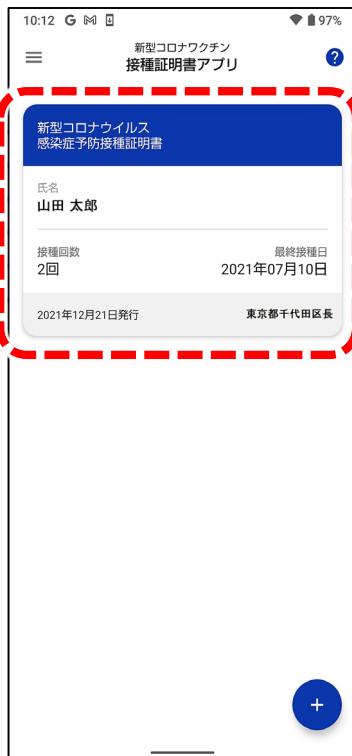 10:12 G 97%
新型コロナワクチン
接種証明書アプリ
?
新型コロナウイルス
感染症予防接種証明書
氏名
山田 太郎
接種回数 最終接種日
2回 2021年07月10日
2021年12月21日発行 東京都千代田区長
+